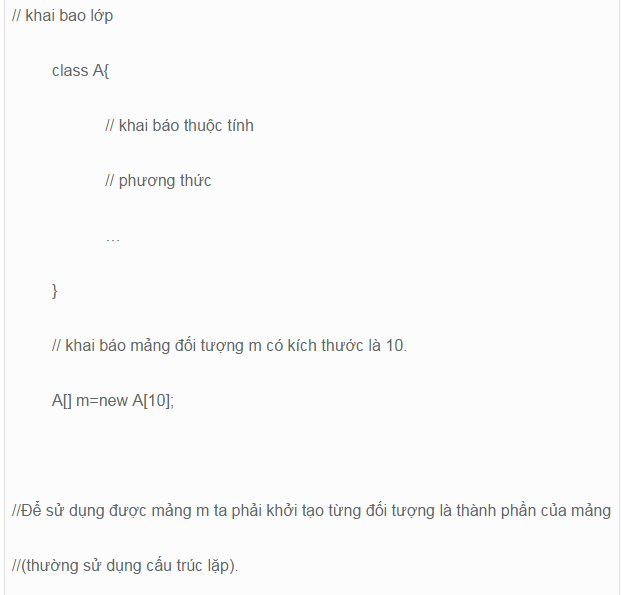 // khai bao lớp
class A{
// khai báo thuộc tính
// phương thức
…
}
// khai báo mảng đối tượng m có kích thước là 10.
A[] m=new A[10];
//Để sử dụng được mảng m ta phải khởi tạo từng đối tượng là thành phần của mảng
//(thường sử dụng cấu trúc lặp).